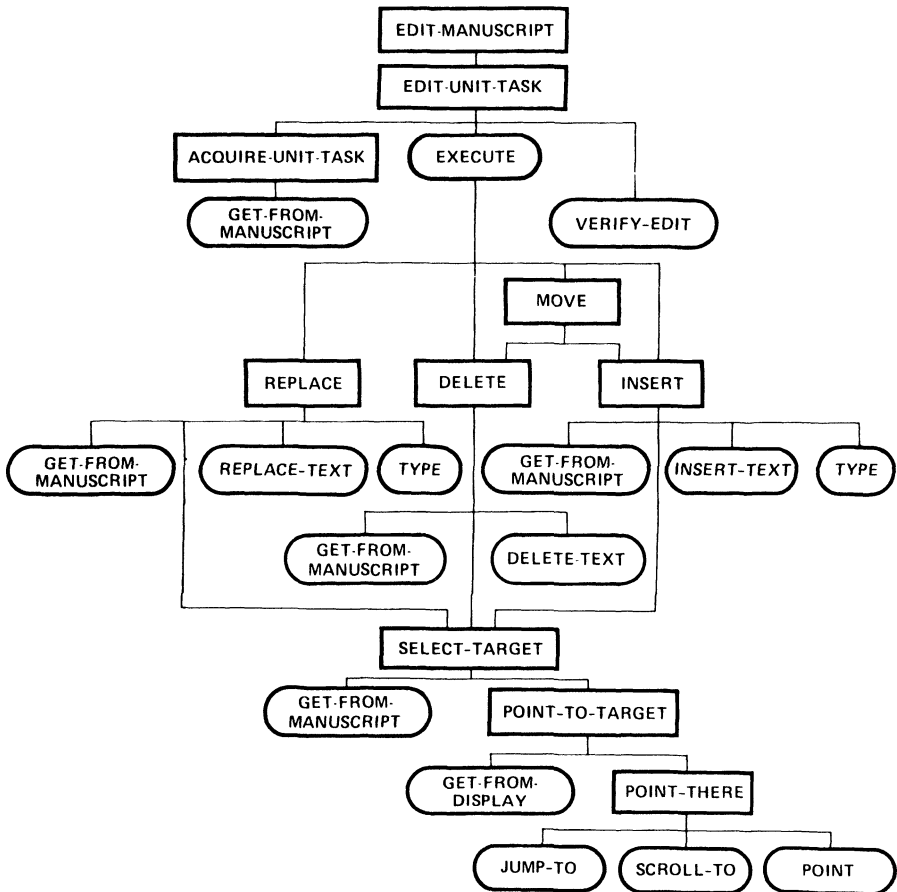 EDIT-MANUSCRIPT
EDIT-UNIT-TASK
ACQUIRE-UNIT-TASK
EXECUTE
GET-FROM-
MANUSCRIPT
VERIFY-EDIT
MOVE
REPLACE
DELETE
INSERT
GET-FROM-
MANUSCRIPT
REPLACE-TEXT
TYPE
GET-FROM-
MANUSCRIPT
INSERT-TEXT
TYPE
GET-FROM-
MANUSCRIPT
DELETE-TEXT
SELECT-TARGET
GET-FROM-
MANUSCRIPT
POINT-TO-TARGET
GET-FROM-
DISPLAY
POINT-THERE
JUMP-TO
SCROLL-TO
POINT